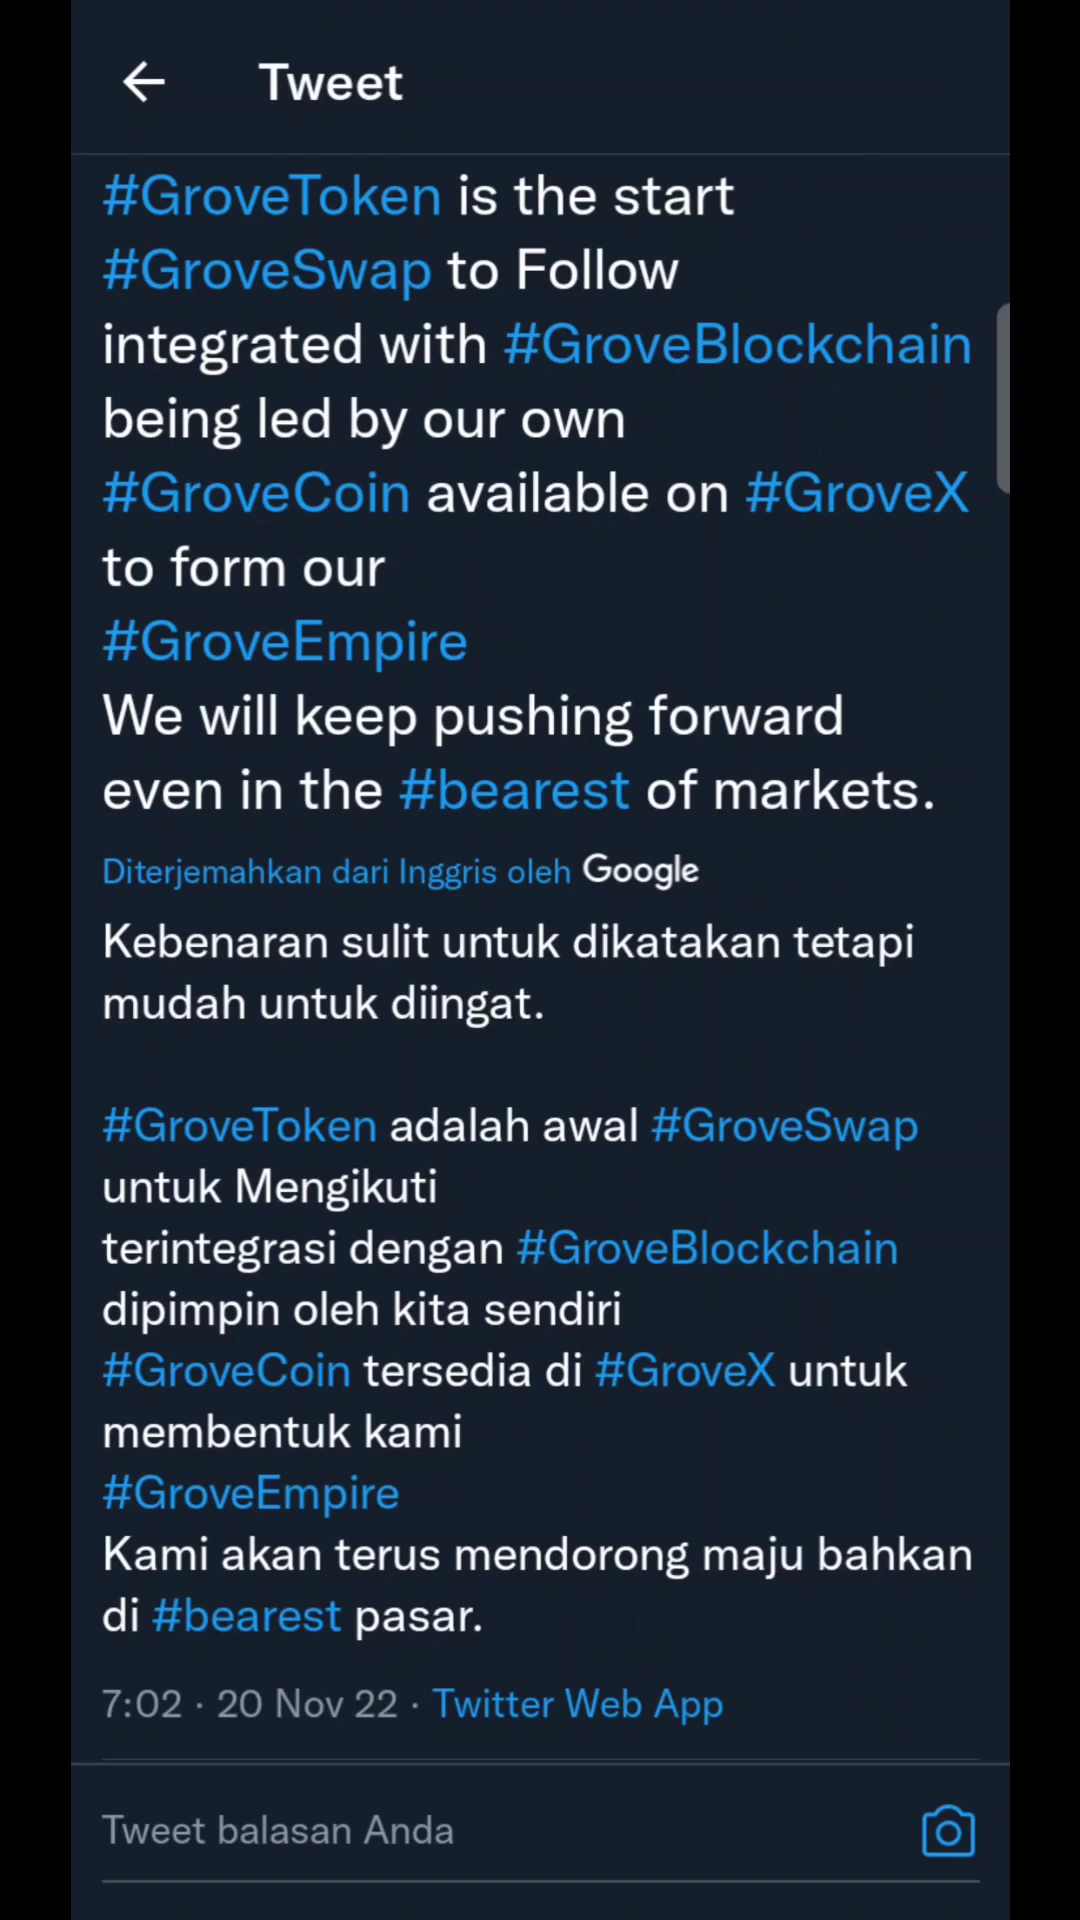 Tweet
#GroveToken is the start
#GroveSwap to Follow
integrated with #GroveBlockchain
being led by our own
#GroveCoin available on #GroveX
to form our
#GroveEmpire
We will keep pushing forward
even in the #bearest of markets.
Diterjemahkan dari Inggris oleh Google
Kebenaran sulit untuk dikatakan tetapi
mudah untuk diingat.
#GroveToken adalah awal #GroveSwap
untuk Mengikuti
terintegrasi dengan #GroveBlockchain
dipimpin oleh kita sendiri
#GroveCoin tersedia di #GroveX untuk
membentuk kami
#GroveEmpire
Kami akan terus mendorong maju bahkan
di #bearest pasar.
7:02 · 20 Nov 22 · Twitter Web App
Tweet balasan Anda